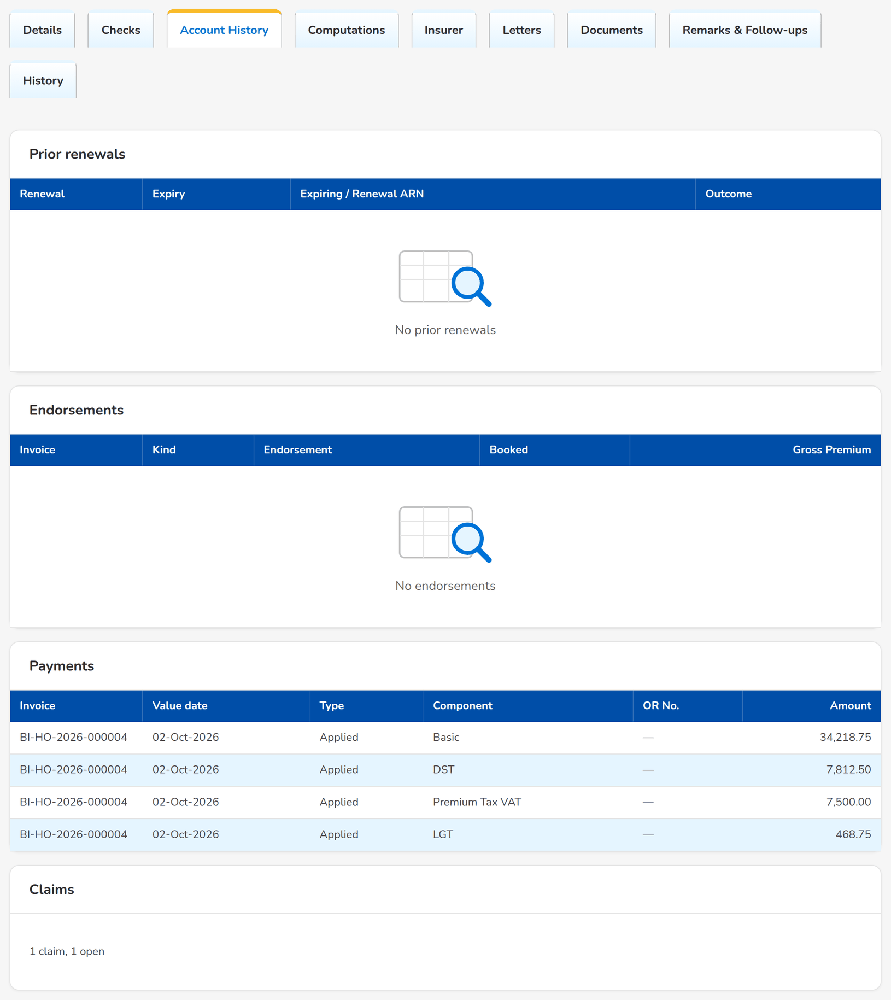 Details Checks Account History Computations Insurer Letters Documents Remarks & Follow-ups
History
Prior renewals
Renewal Expiry Expiring / Renewal ARN Outcome
No prior renewals
Endorsements
Invoice Kind Endorsement Booked Gross Premium
No endorsements
Payments
Invoice Value date Type Component OR No. Amount
BI-HO-2026-000004 02-Oct-2026 Applied Basic — 34,218.75
BI-HO-2026-000004 02-Oct-2026 Applied DST — 7,812.50
BI-HO-2026-000004 02-Oct-2026 Applied Premium Tax VAT — 7,500.00
BI-HO-2026-000004 02-Oct-2026 Applied LGT — 468.75
Claims
1 claim, 1 open